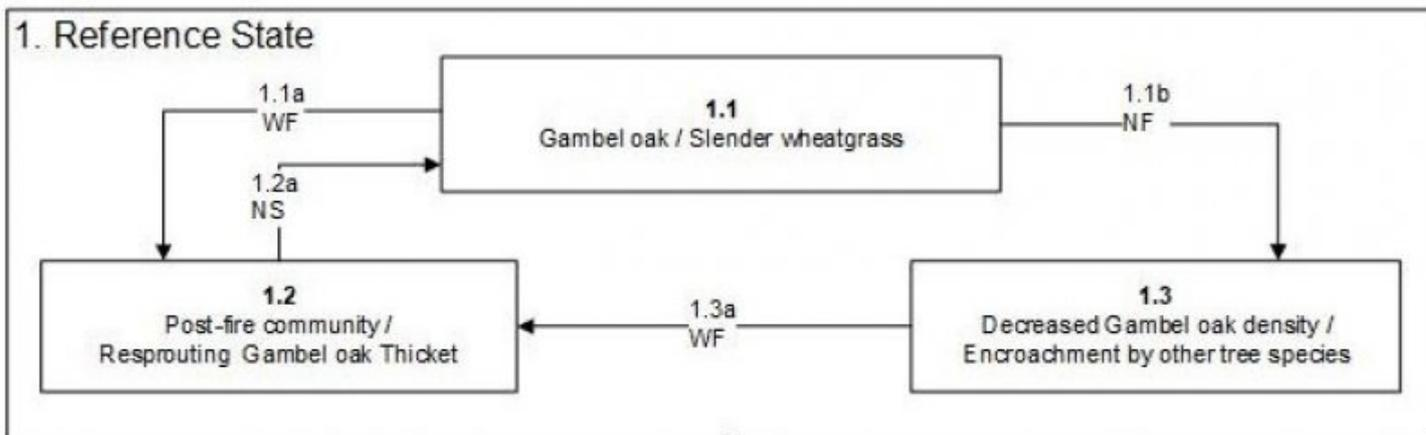 1. Reference State
1.1a
WF
1.1
Gambel oak / Slender wheatgrass
1.1b
NF
1.2a
NS
1.2
Post-fire community /
Resprouting Gambel oak Thicket
1.3a
WF
1.3
Decreased Gambel oak density /
Encroachment by other tree species